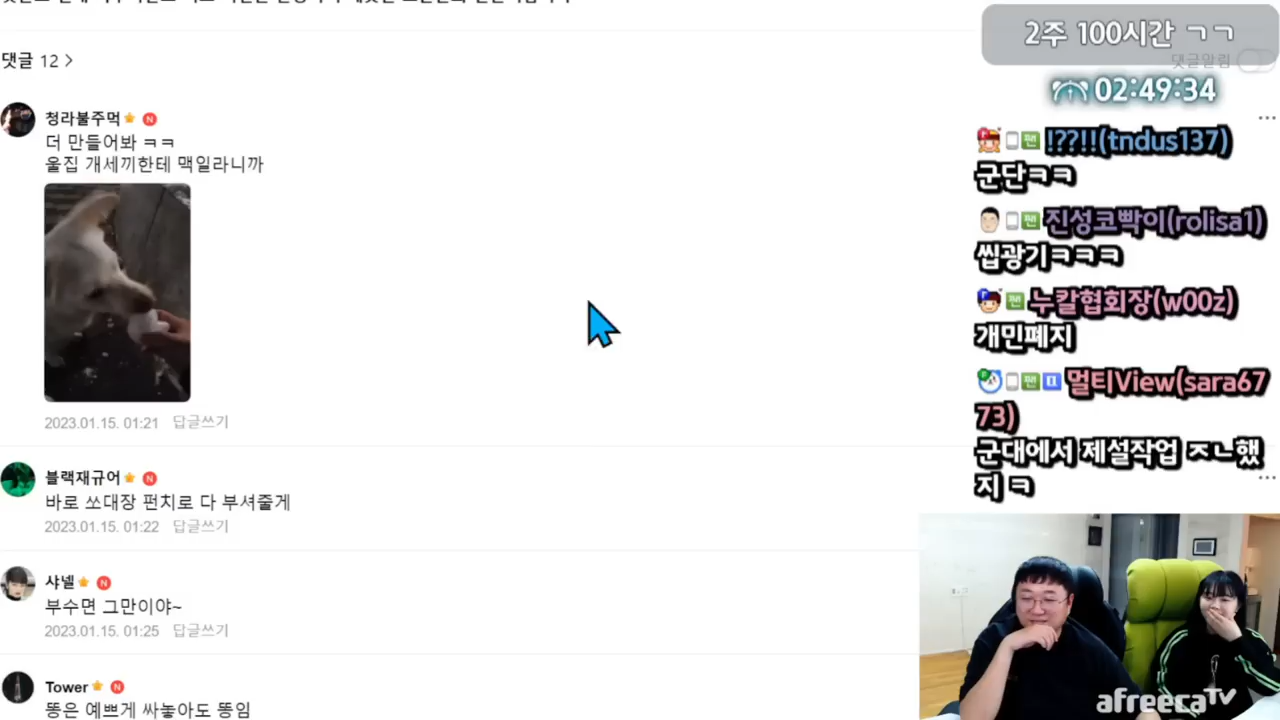 2주 100시간 ㄱㄱ
댓글 12 >
댓글알림
02:49:34
청라불주먹 N
더 만들어봐 ㅋㅋ
울집 개세끼한테 맥일라니까
2023.01.15. 01:21 답글쓰기
블랙재규어 N
바로 쏘대장 펀치로 다 부셔줄게
2023.01.15. 01:22 답글쓰기
샤넬 N
부수면 그만이야~
2023.01.15. 01:25 답글쓰기
Tower N
똥은 예쁘게 싸놓아도 똥임
팬 !??!!(tndus137)
군단ㅋㅋ
팬 진성코빡이(rolisa1)
씹광기ㅋㅋㅋ
팬 누칼협회장(w00z)
개민폐지
팬 멀티View(sara67
73)
군대에서 제설작업 ㅈㄴ했
지 ㅋ
afreecaTV